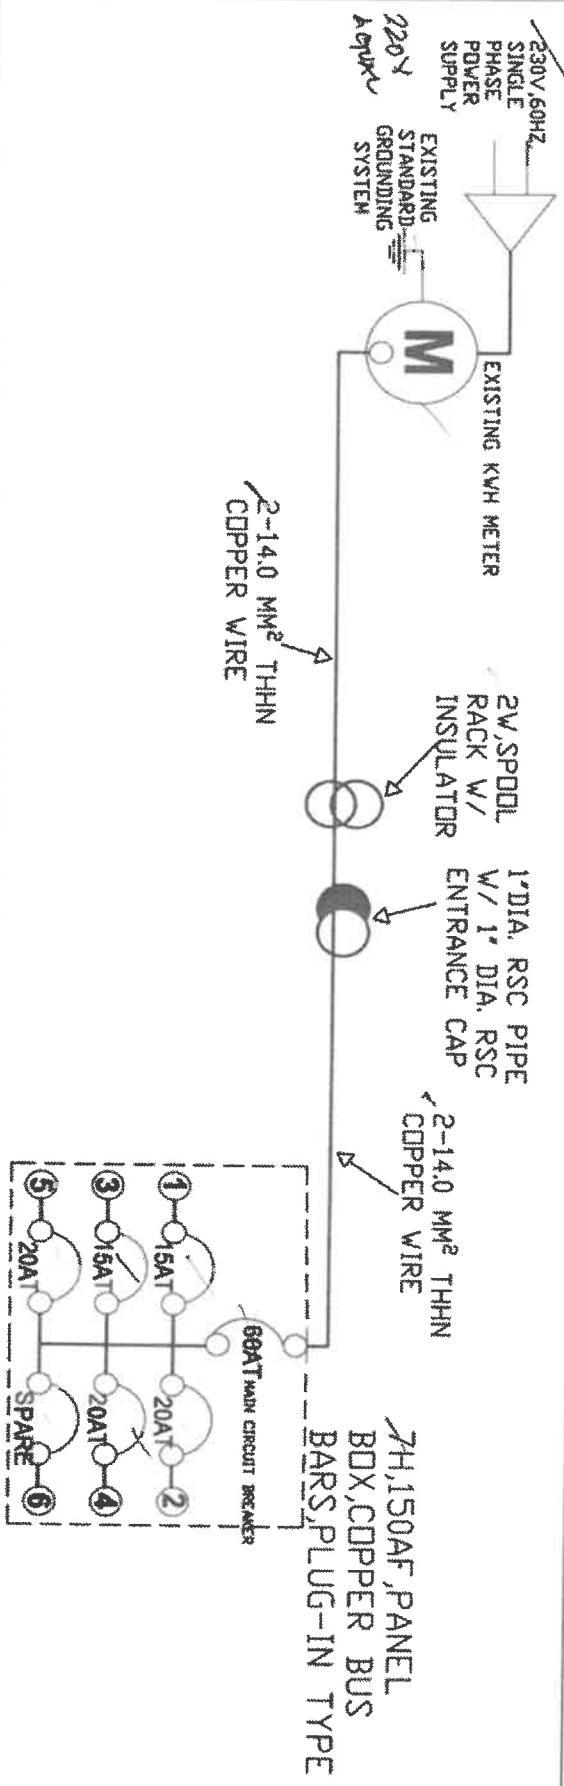 230V,60HZ
SINGLE
PHASE
POWER
SUPPLY
220V
EXISTING
STANDARD
GROUNDING
SYSTEM
M
EXISTING KWH METER
2-14.0 MM² THHN
COPPER WIRE
2W,SPOOL
RACK W/
INSULATOR
1"DIA. RSC PIPE
W/ 1" DIA. RSC
ENTRANCE CAP
2-14.0 MM² THHN
COPPER WIRE
7H,150AF,PANEL
BOX,COPPER BUS
BARS,PLUG-IN TYPE
60AT MAIN CIRCUIT BREAKER
1
15AT
20AT
2
3
15AT
20AT
4
5
20AT
SPARE
6